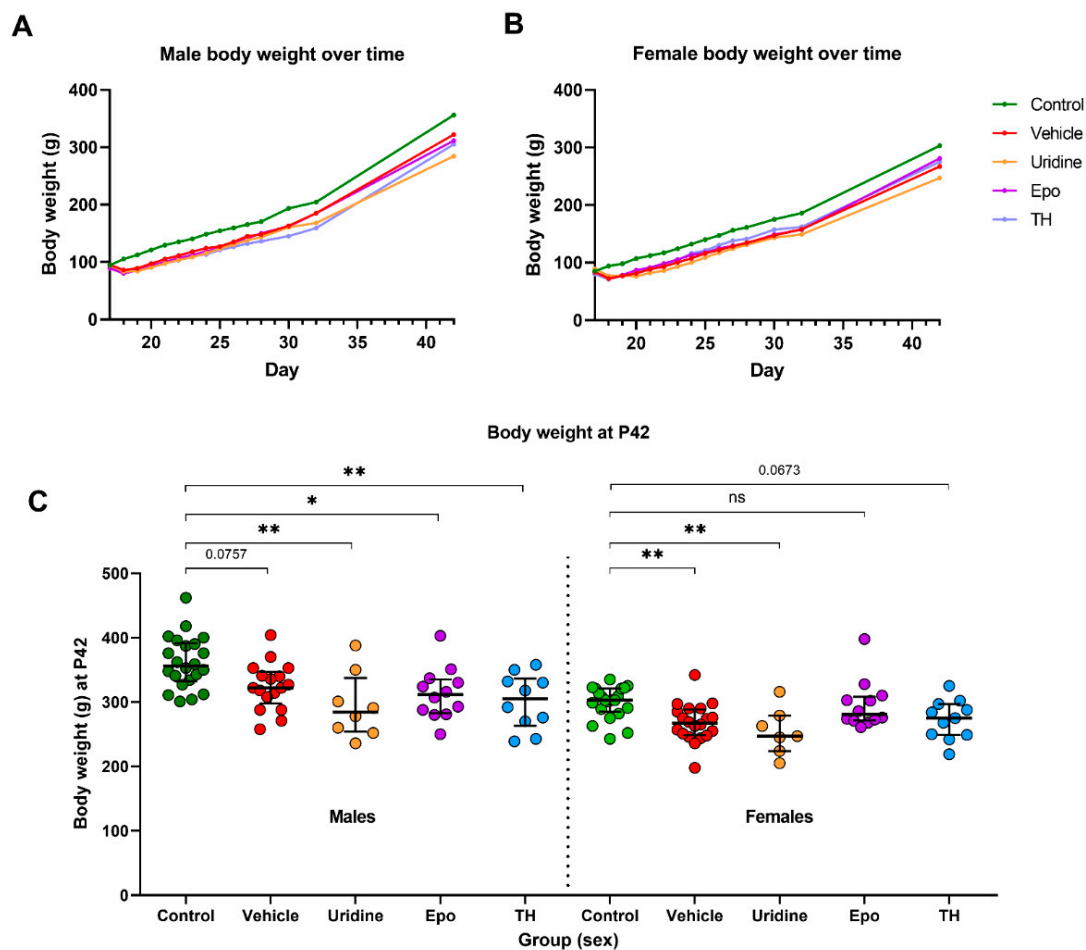 A
B
Male body weight over time
Female body weight over time
400
300
200
100
0
Body weight (g)
20 25 30 35 40
Day
400
300
200
100
0
Body weight (g)
20 25 30 35 40
Day
Control
Vehicle
Uridine
Epo
TH
Body weight at P42
C
**
*
**
0.0757
0.0673
ns
**
**
500
400
300
200
100
0
Body weight (g) at P42
Males
Females
Control Vehicle Uridine Epo TH Control Vehicle Uridine Epo TH
Group (sex)